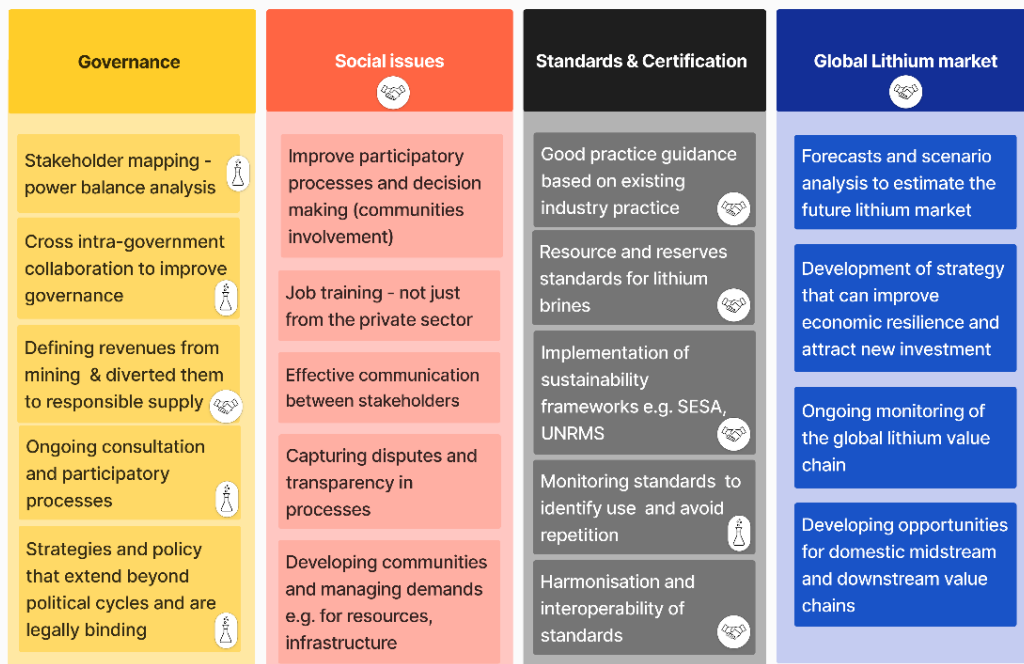 Governance
Stakeholder mapping -
power balance analysis
Cross intra-government
collaboration to improve
governance
Defining revenues from
mining & diverted them
to responsible supply
Ongoing consultation
and participatory
processes
Strategies and policy
that extend beyond
political cycles and are
legally binding
Social issues
Improve participatory
processes and decision
making (communities
involvement)
Job training - not just
from the private sector
Effective communication
between stakeholders
Capturing disputes and
transparency in
processes
Developing communities
and managing demands
e.g. for resources,
infrastructure
Standards & Certification
Good practice guidance
based on existing
industry practice
Resource and reserves
standards for lithium
brines
Implementation of
sustainability
frameworks e.g. SESA,
UNRMS
Monitoring standards to
identify use and avoid
repetition
Harmonisation and
interoperability of
standards
Global Lithium market
Forecasts and scenario
analysis to estimate the
future lithium market
Development of strategy
that can improve
economic resilience and
attract new investment
Ongoing monitoring of
the global lithium value
chain
Developing opportunities
for domestic midstream
and downstream value
chains